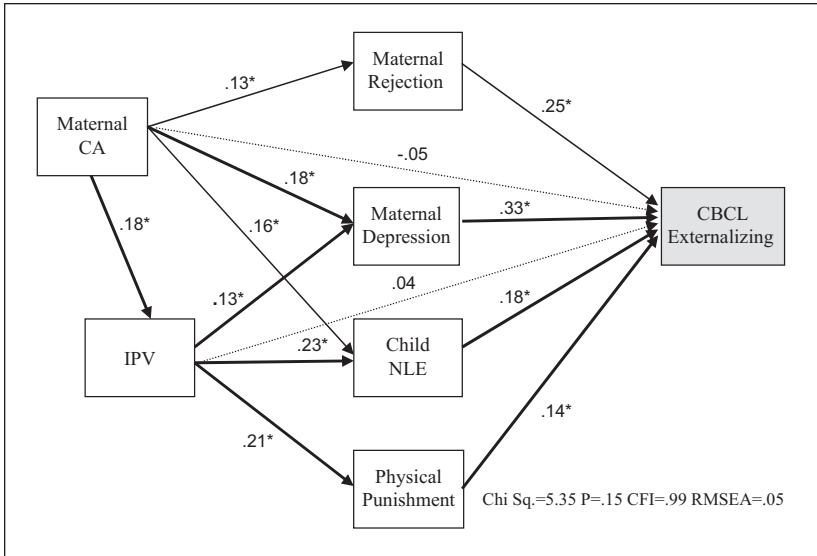 Maternal
Rejection
.13*
.25*
Maternal
CA
-.05
.18*
Maternal
Depression
.33*
CBCL
Externalizing
.18*
.16*
.13*
.04
.18*
IPV
.23*
Child
NLE
.21*
.14*
Physical
Punishment
Chi Sq.=5.35 P=.15 CFI=.99 RMSEA=.05